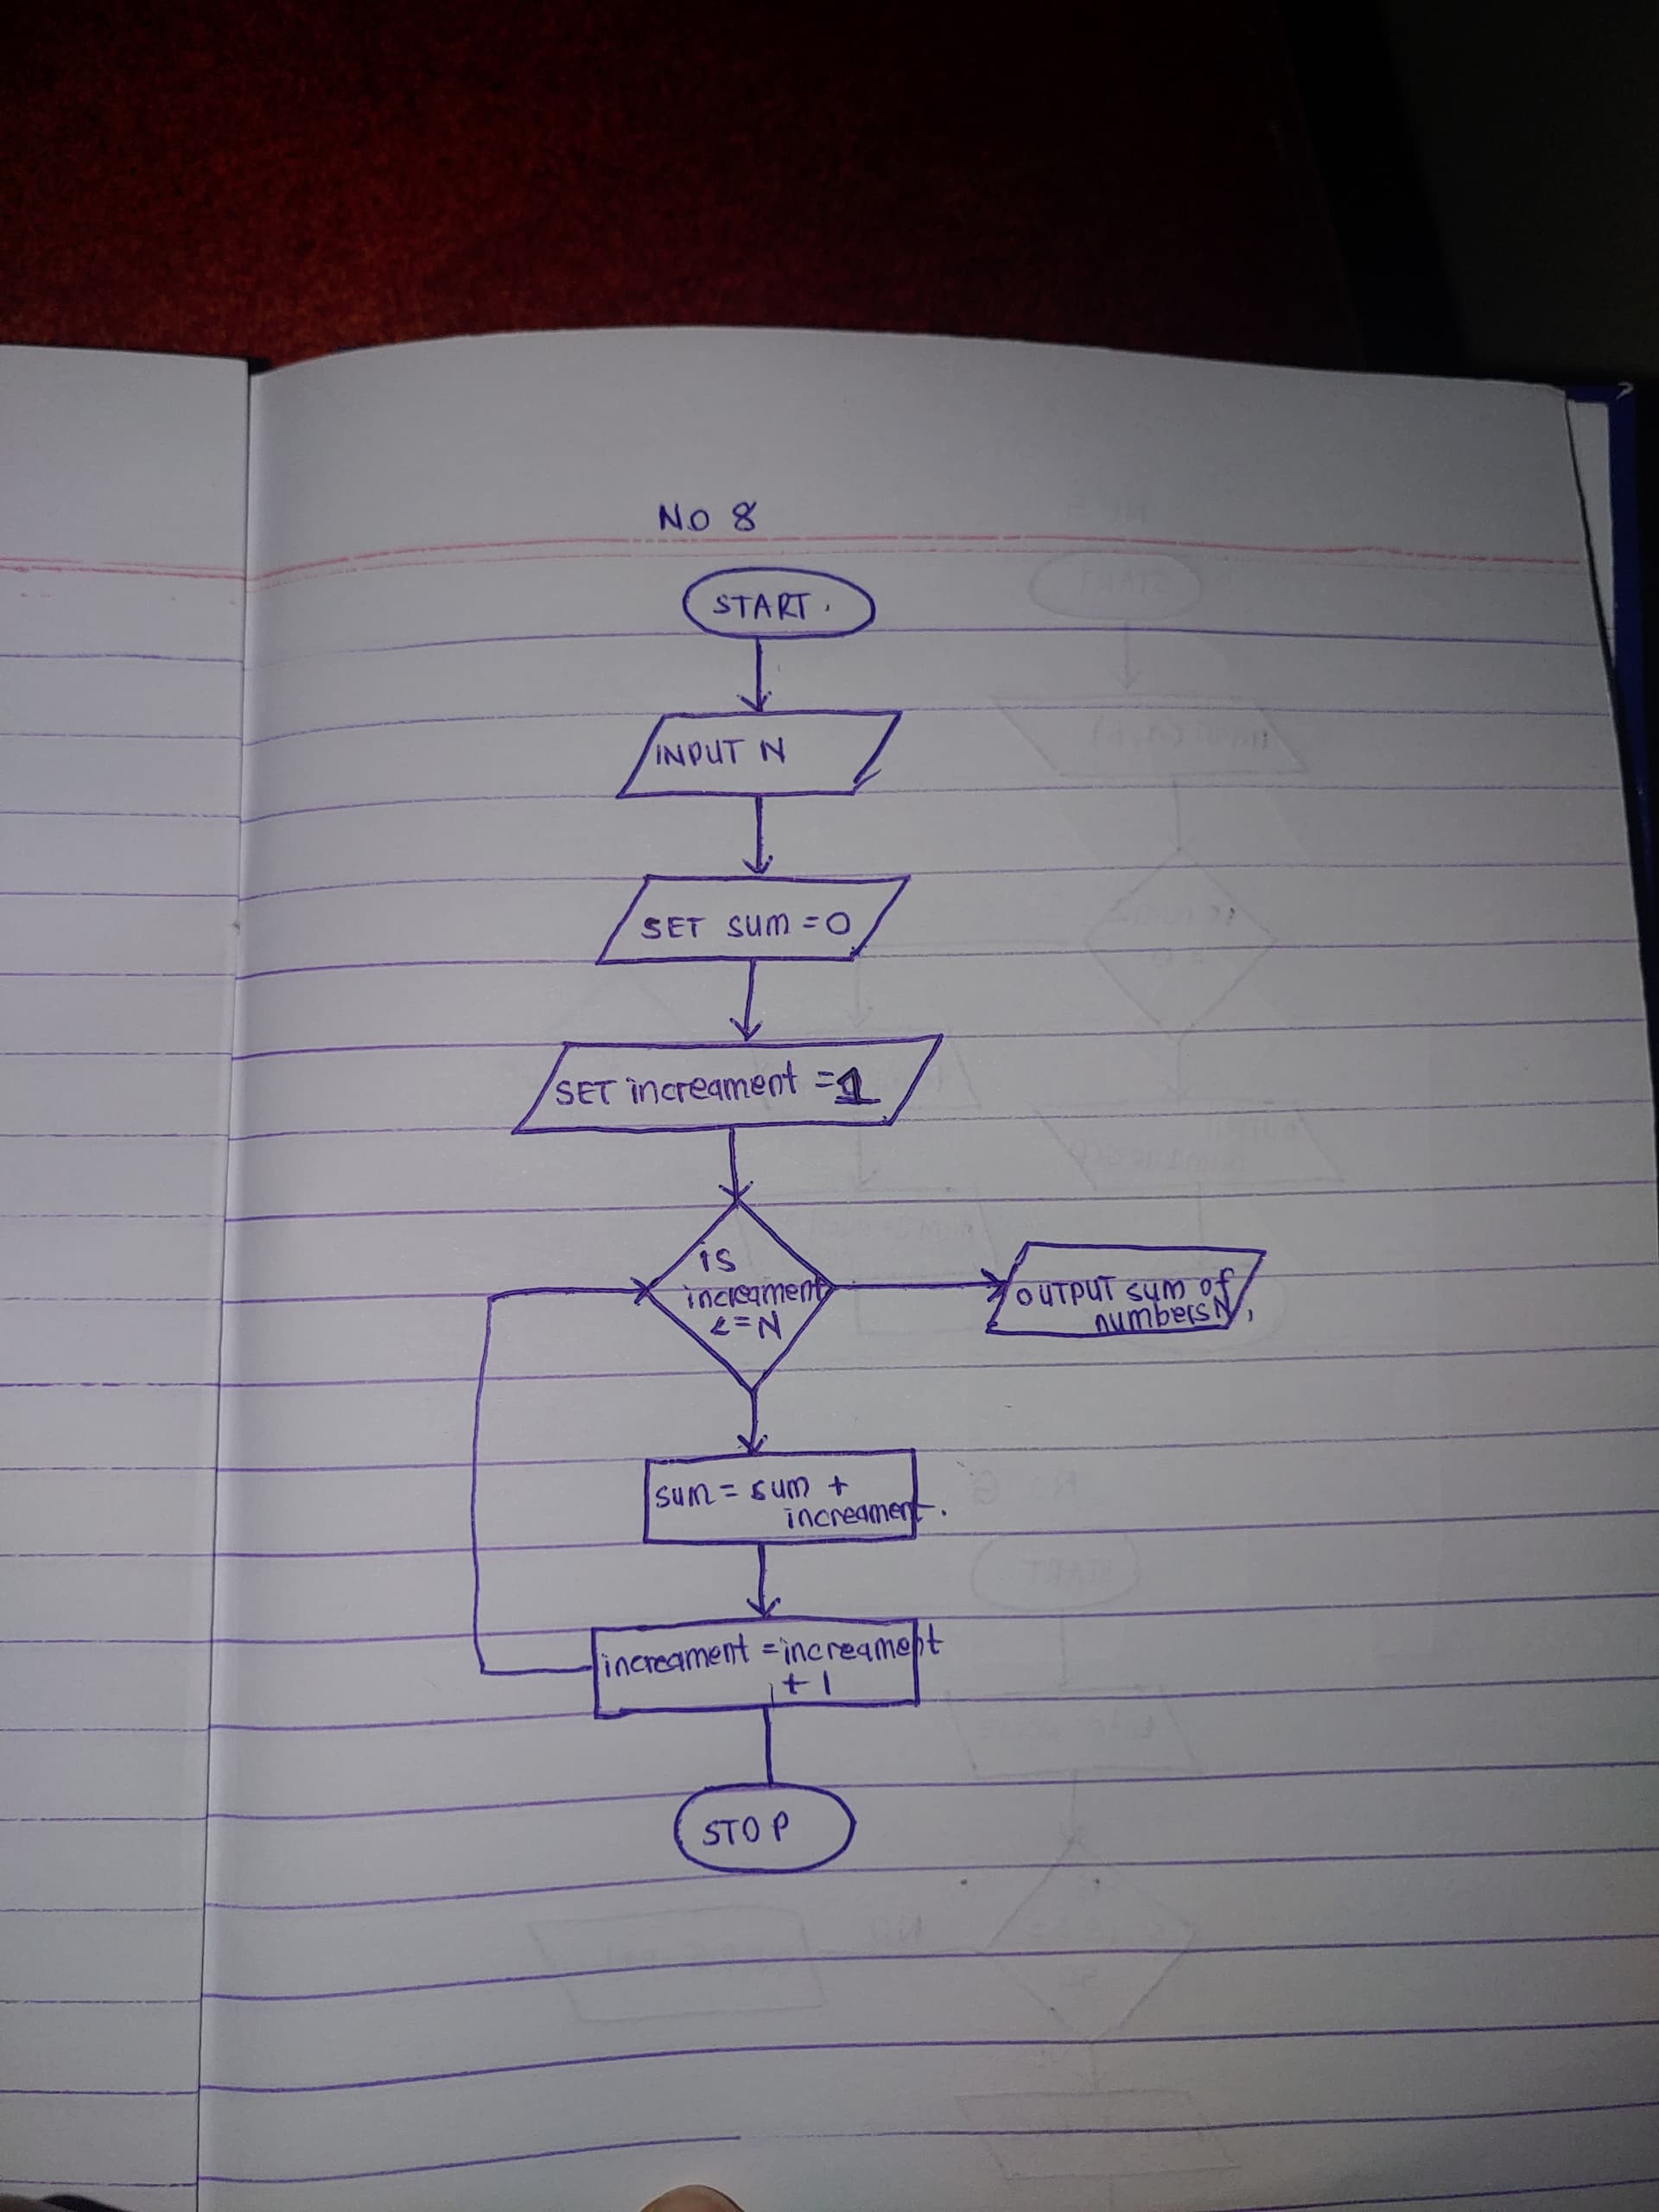 No 8
START.
INPUT N
SET sum = 0
SET increament = 1
is
increament
<=N
OUTPUT sum of
numbersN,
sum = sum +
increament.
increament = increament
+ 1
STOP